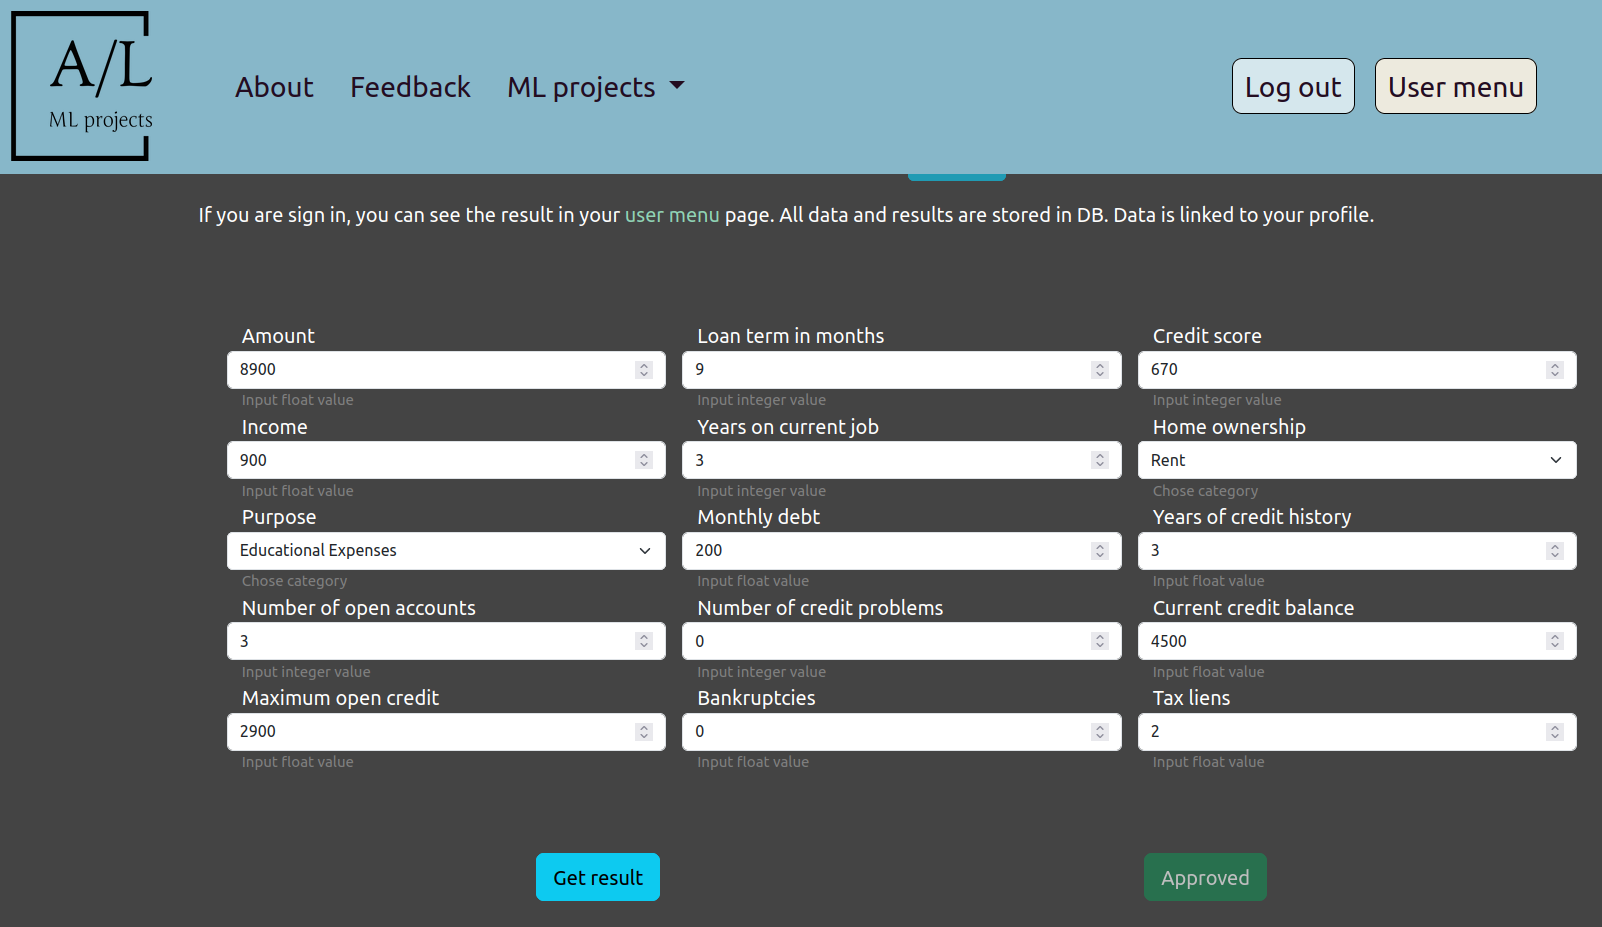 A/L
ML projects
About Feedback ML projects Log out User menu
If you are sign in, you can see the result in your user menu page. All data and results are stored in DB. Data is linked to your profile.
Amount Loan term in months Credit score
8900 9 670
Input float value Input integer value Input integer value
Income Years on current job Home ownership
900 3 Rent
Input float value Input integer value Chose category
Purpose Monthly debt Years of credit history
Educational Expenses 200 3
Chose category Input float value Input float value
Number of open accounts Number of credit problems Current credit balance
3 0 4500
Input integer value Input integer value Input float value
Maximum open credit Bankruptcies Tax liens
2900 0 2
Input float value Input float value Input float value
Get result Approved